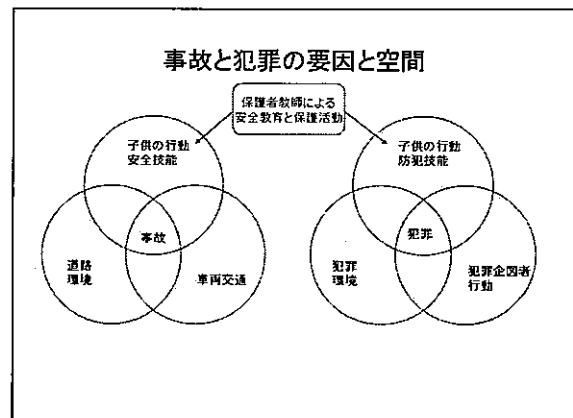 事故と犯罪の要因と空間
保護者教師による
安全教育と保護活動
子供の行動
安全技能
事故
道路
環境
車両交通
子供の行動
防犯技能
犯罪
犯罪
環境
犯罪企図者
行動